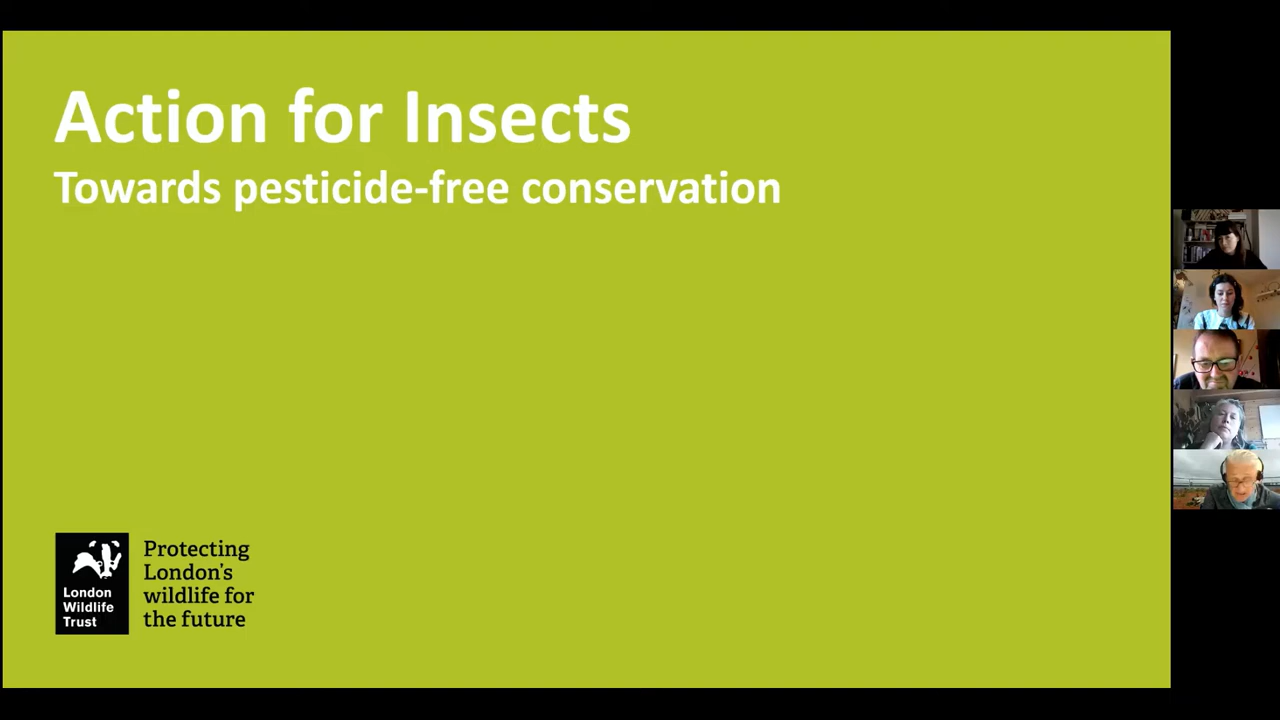 Action for Insects
Towards pesticide-free conservation
London
Wildlife
Trust
Protecting
London's
wildlife for
the future